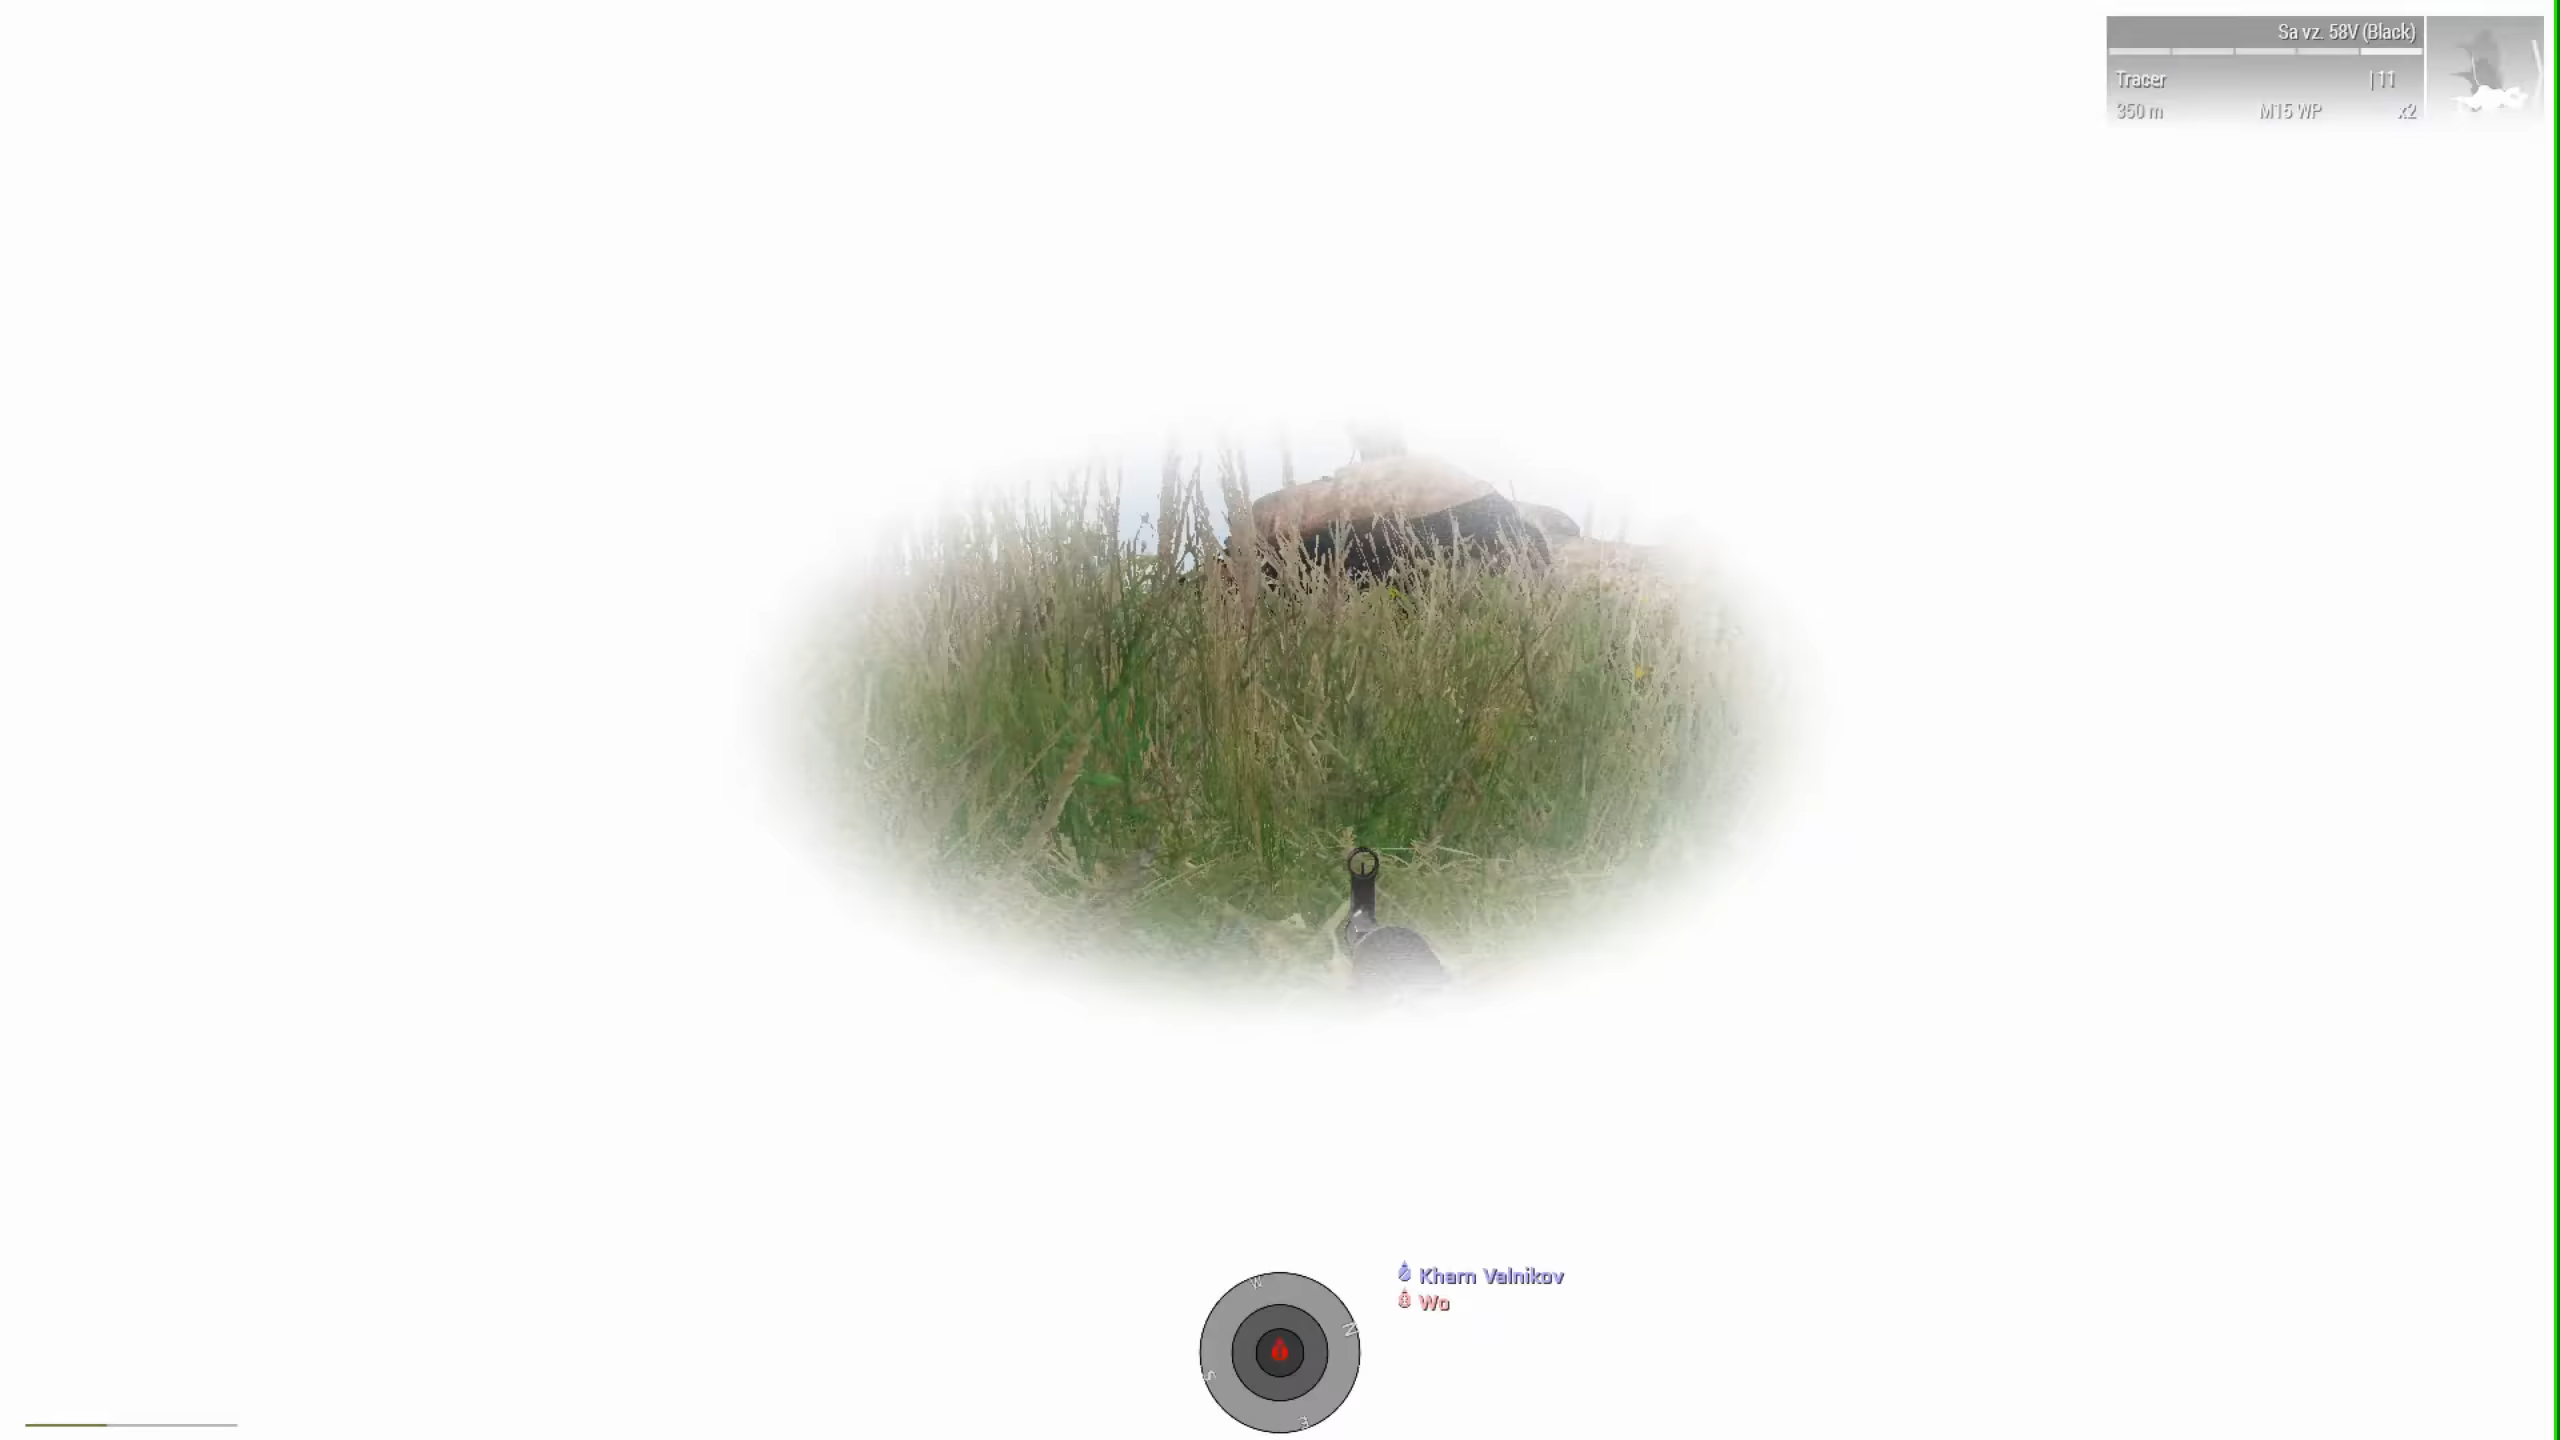 Sa vz. 58V (Black)
Tracer | 11
350 m M15 WP x2
Kharn Valnikov
Wo
W
N
S
E